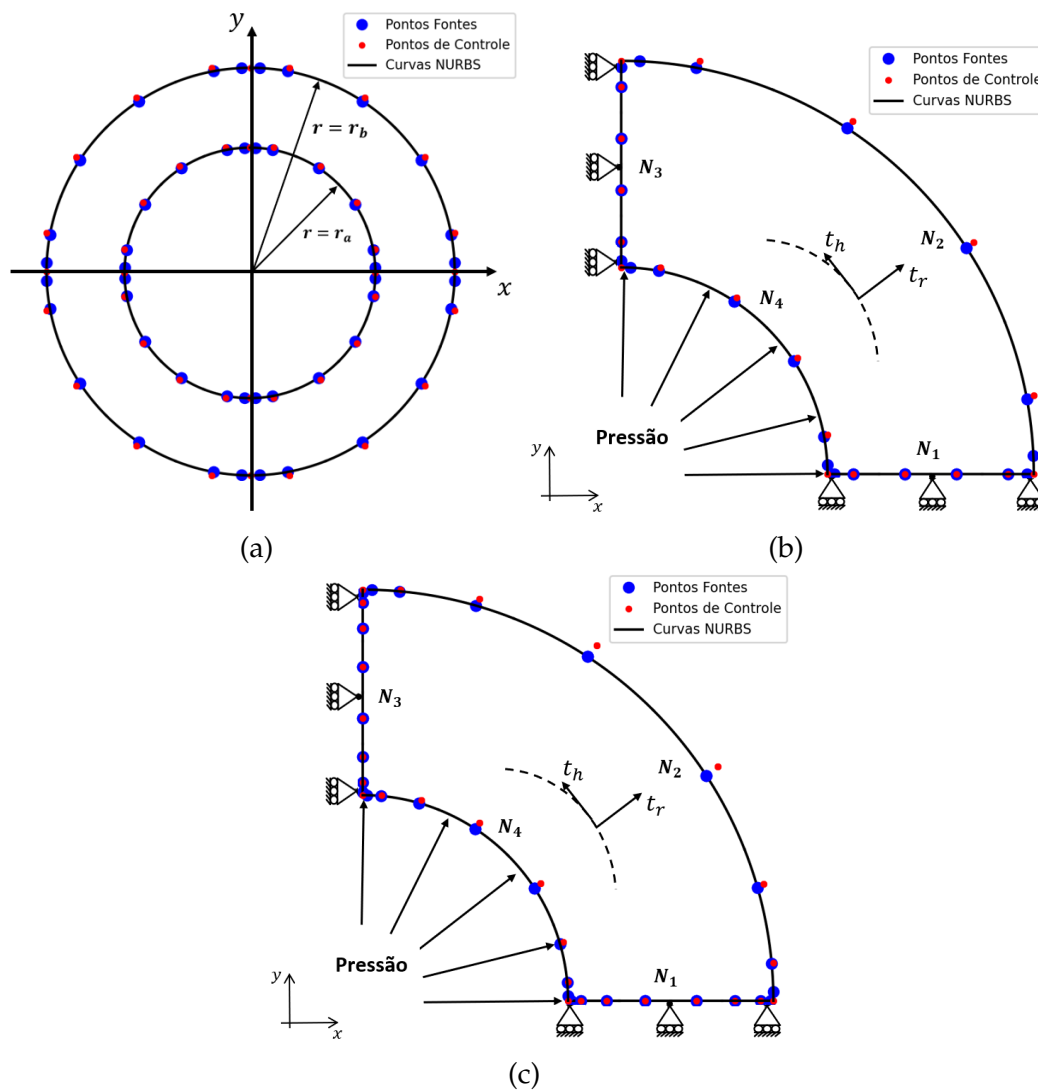 y
Pontos Fontes
Pontos de Controle
Curvas NURBS
r = r_b
r = r_a
x
(a)
Pontos Fontes
Pontos de Controle
Curvas NURBS
N_3
N_2
t_h
t_r
N_4
Pressão
N_1
y
x
(b)
Pontos Fontes
Pontos de Controle
Curvas NURBS
N_3
N_2
t_h
t_r
N_4
Pressão
N_1
y
x
(c)